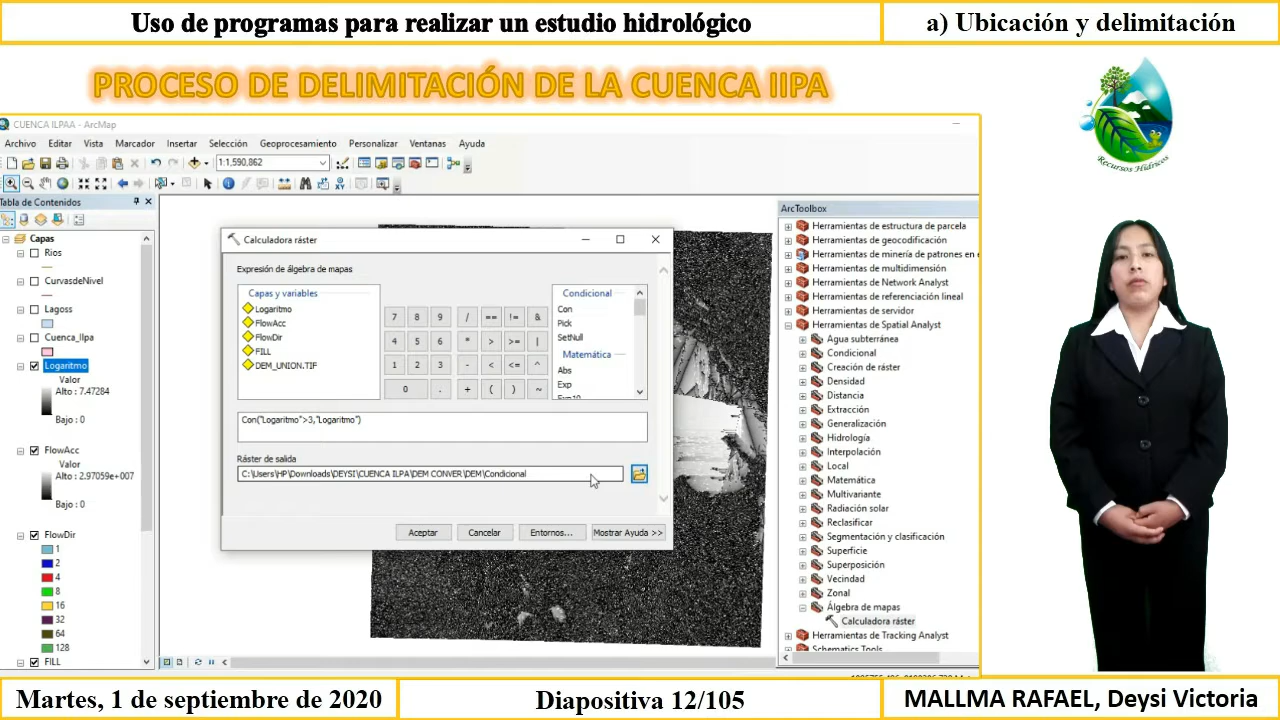 Uso de programas para realizar un estudio hidrológico
a) Ubicación y delimitación
PROCESO DE DELIMITACIÓN DE LA CUENCA IIPA
Recursos Hídricos
CUENCA ILPAA - ArcMap
Archivo Editar Vista Marcador Insertar Selección Geoprocesamiento Personalizar Ventanas Ayuda
1:1,590,862
Tabla de Contenidos
Capas
Rios
CurvasdeNivel
Lagoss
Cuenca_Ilpa
Logaritmo
Valor
Alto : 7.47284
Bajo : 0
FlowAcc
Valor
Alto : 2.97059e+007
Bajo : 0
FlowDir
1
2
4
8
16
32
64
128
FILL
Calculadora ráster
Expresión de álgebra de mapas
Capas y variables
Logaritmo
FlowAcc
FlowDir
FILL
DEM_UNION.TIF
7 8 9 / == != &
4 5 6 * > >= |
1 2 3 - < <= ^
0 . + ( ) ~
Condicional
Con
Pick
SetNull
Matemática
Abs
Exp
Exp10
Con("Logaritmo">3,"Logaritmo")
Ráster de salida
C:\Users\HP\Downloads\DEYSI\CUENCA ILPA\DEM CONVER\DEM\Condicional
Aceptar Cancelar Entornos... Mostrar Ayuda >>
ArcToolbox
Herramientas de estructura de parcela
Herramientas de geocodificación
Herramientas de minería de patrones en e
Herramientas de multidimensión
Herramientas de Network Analyst
Herramientas de referenciación lineal
Herramientas de servidor
Herramientas de Spatial Analyst
Agua subterránea
Condicional
Creación de ráster
Densidad
Distancia
Extracción
Generalización
Hidrología
Interpolación
Local
Matemática
Multivariante
Radiación solar
Reclasificar
Segmentación y clasificación
Superficie
Superposición
Vecindad
Zonal
Álgebra de mapas
Calculadora ráster
Herramientas de Tracking Analyst
Schematics Tools
Martes, 1 de septiembre de 2020
Diapositiva 12/105
MALLMA RAFAEL, Deysi Victoria